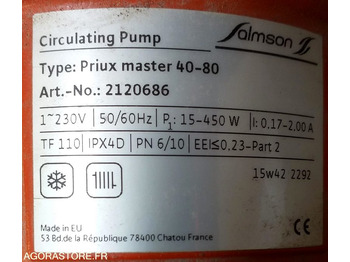 Circulating Pump
Salmson
Type: Priux master 40-80
Art.-No.: 2120686
1~230V 50/60Hz P1: 15-450 W I: 0.17-2.00 A
TF 110 IPX4D PN 6/10 EEI≤0.23-Part 2
15w42 2292
Made in EU
53 Bd.de la République 78400 Chatou France
CE
AGORASTORE.FR